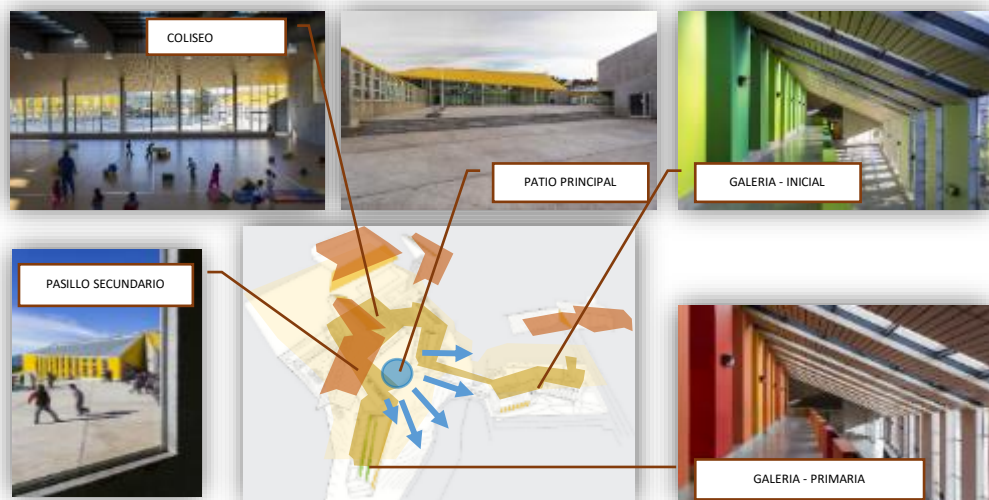 COLISEO
PATIO PRINCIPAL
GALERIA - INICIAL
PASILLO SECUNDARIO
GALERIA - PRIMARIA